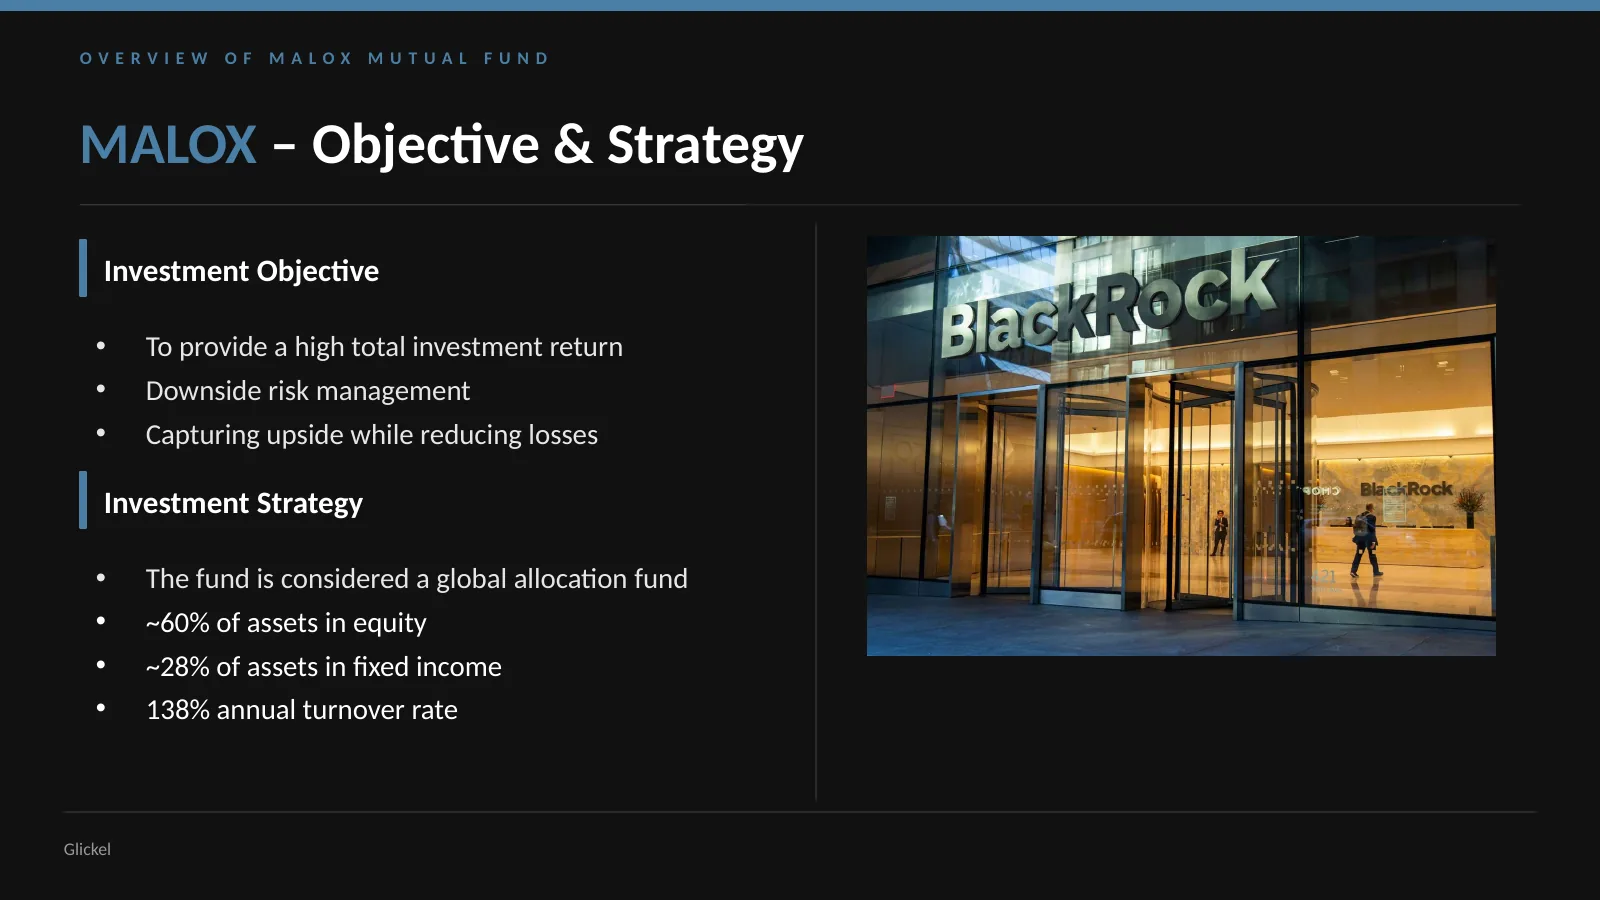 OVERVIEW OF MALOX MUTUAL FUND
MALOX – Objective & Strategy
Investment Objective
• To provide a high total investment return
• Downside risk management
• Capturing upside while reducing losses
Investment Strategy
• The fund is considered a global allocation fund
• ~60% of assets in equity
• ~28% of assets in fixed income
• 138% annual turnover rate
BlackRock
BlackRock
Glickel